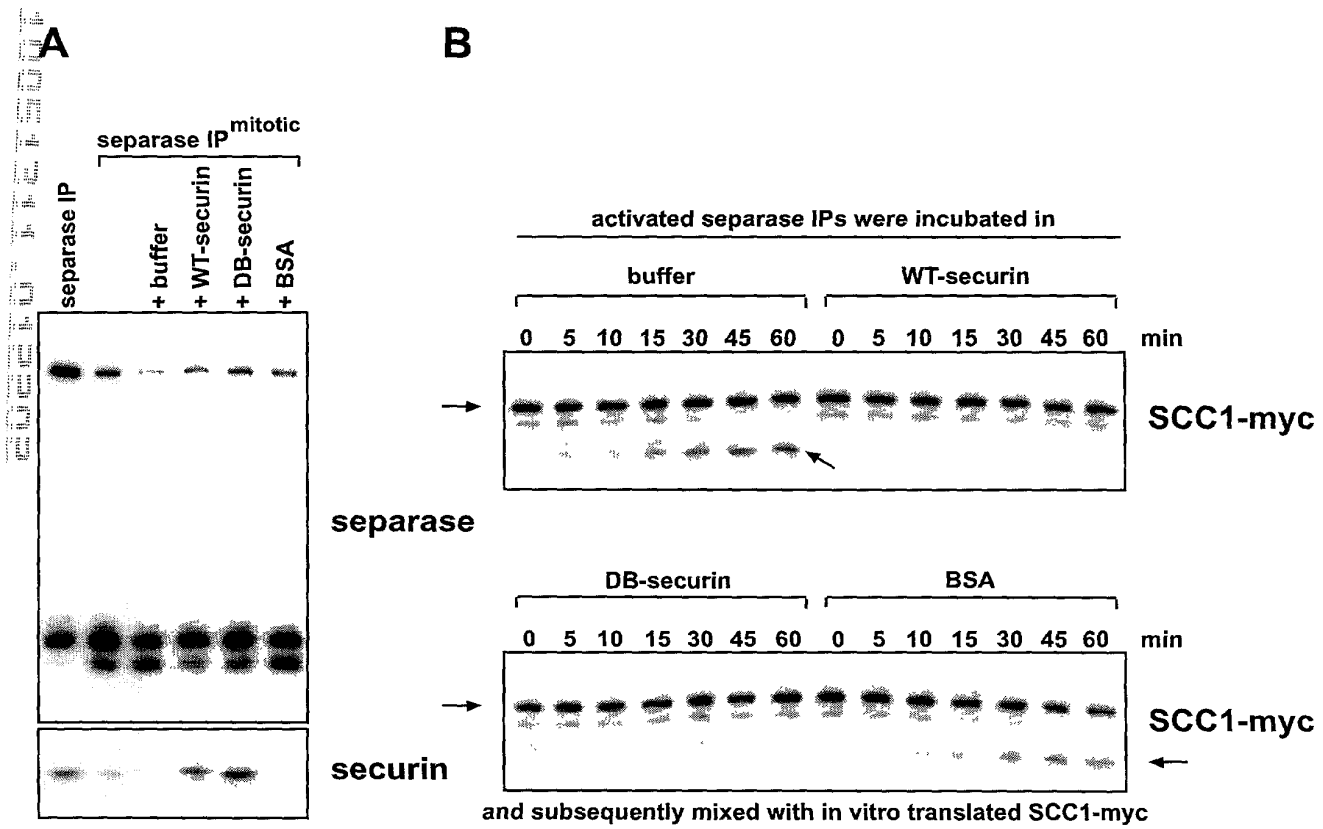 A
separase IP
separase IP mitotic
+ buffer
+ WT-securin
+ DB-securin
+ BSA
separase
securin
B
activated separase IPs were incubated in
buffer WT-securin
0 5 10 15 30 45 60 0 5 10 15 30 45 60 min
SCC1-myc
DB-securin BSA
0 5 10 15 30 45 60 0 5 10 15 30 45 60 min
SCC1-myc
and subsequently mixed with in vitro translated SCC1-myc